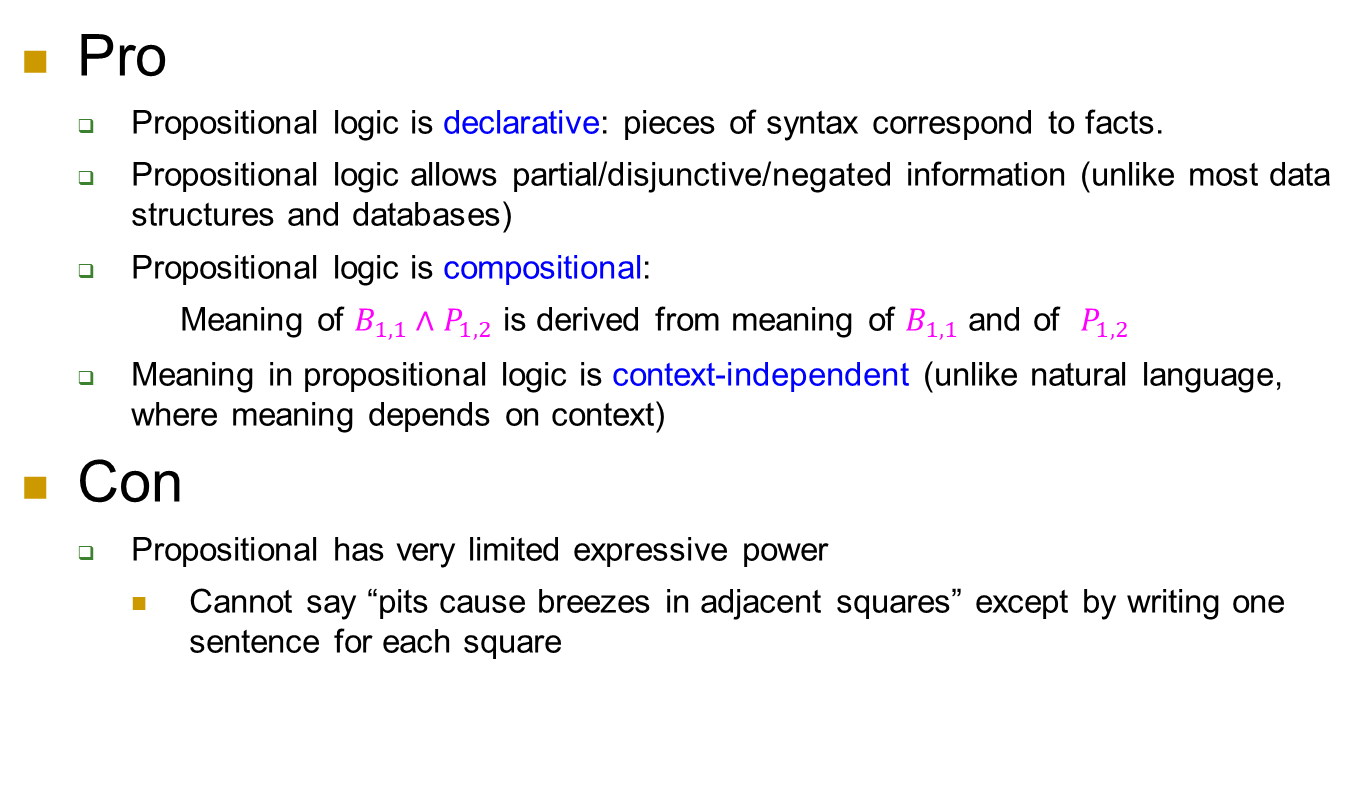 Pro
Propositional logic is declarative: pieces of syntax correspond to facts.
Propositional logic allows partial/disjunctive/negated information (unlike most data
structures and databases)
Propositional logic is compositional:
Meaning of B₁,₁ ∧ P₁,₂ is derived from meaning of B₁,₁ and of P₁,₂
Meaning in propositional logic is context-independent (unlike natural language,
where meaning depends on context)
Con
Propositional has very limited expressive power
Cannot say “pits cause breezes in adjacent squares” except by writing one
sentence for each square